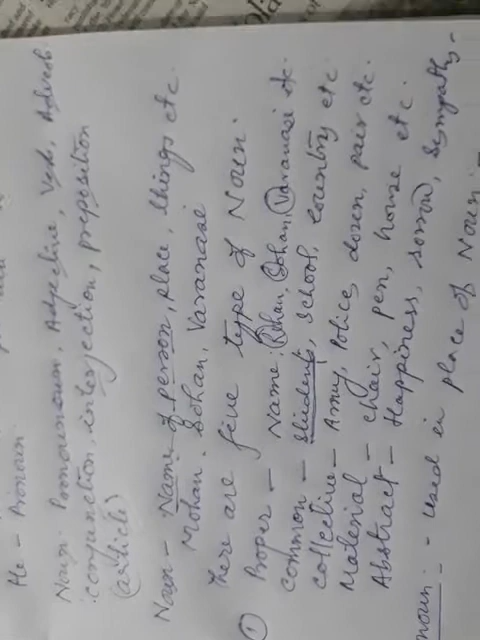 He - Pronoun
Noun. Pronounoun, Adjective, Verb, Adverb
conjunction, interjection, preposition
(article)
Noun - Name of person, place, things etc.
Mohan. Sohan, Varanasi
There are five type of Noun.
① Proper - Name: Rohan, Sohan, Varanasi etc.
common - students, school, country etc
collective - Army, Police, dozen, pair etc.
Material - chair, pen, house etc.
Abstract - Happiness, sorrow, sympathy -
noun: - used in place of Noun